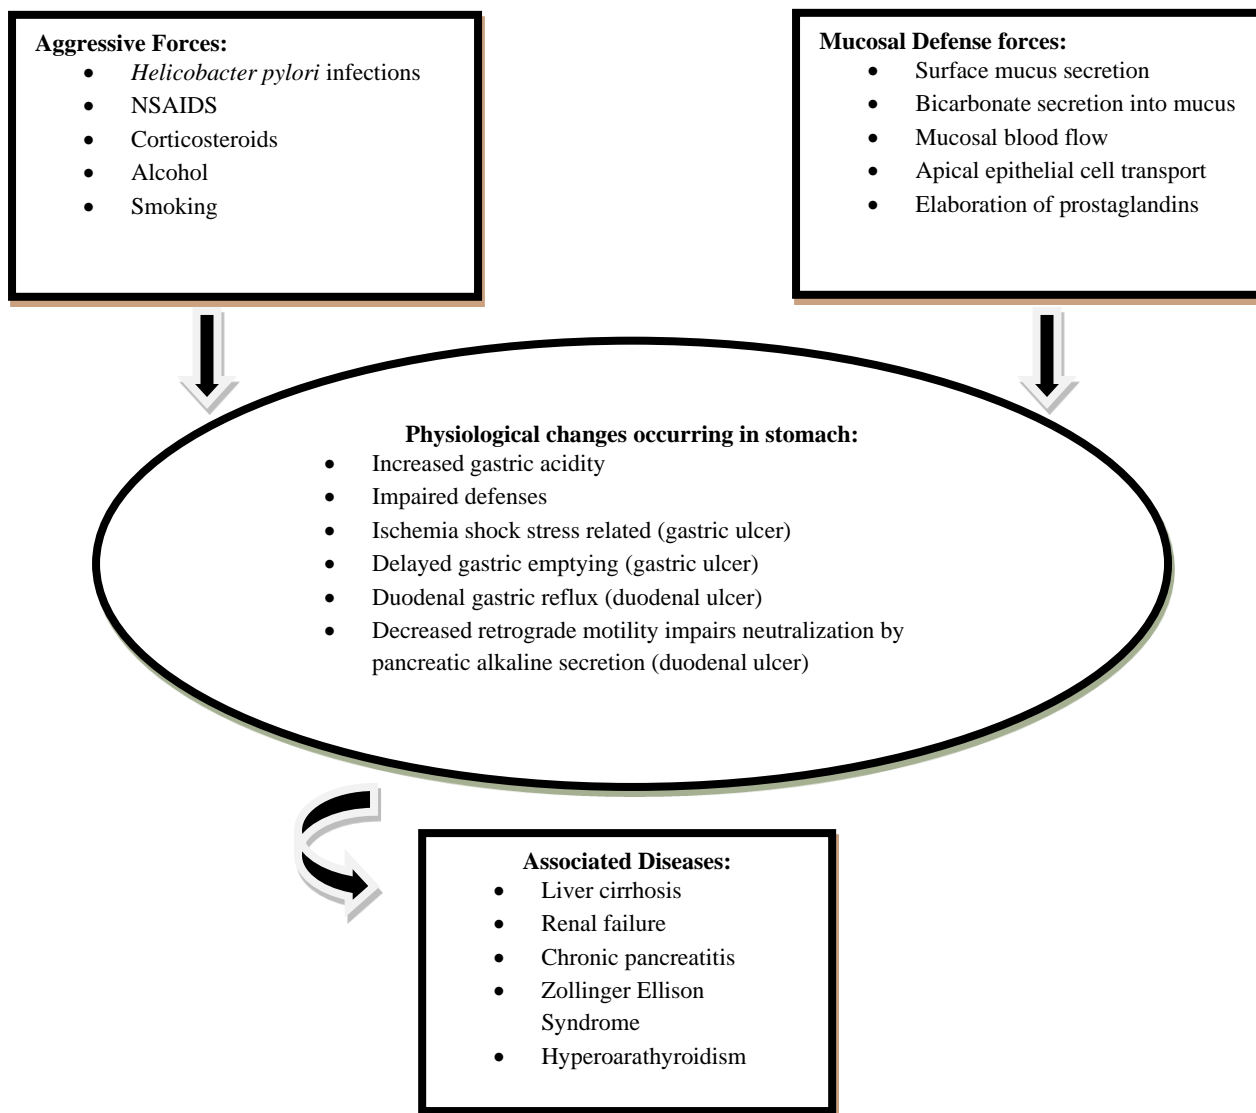 Aggressive Forces:
• Helicobacter pylori infections
• NSAIDS
• Corticosteroids
• Alcohol
• Smoking
Mucosal Defense forces:
• Surface mucus secretion
• Bicarbonate secretion into mucus
• Mucosal blood flow
• Apical epithelial cell transport
• Elaboration of prostaglandins
Physiological changes occurring in stomach:
• Increased gastric acidity
• Impaired defenses
• Ischemia shock stress related (gastric ulcer)
• Delayed gastric emptying (gastric ulcer)
• Duodenal gastric reflux (duodenal ulcer)
• Decreased retrograde motility impairs neutralization by
pancreatic alkaline secretion (duodenal ulcer)
Associated Diseases:
• Liver cirrhosis
• Renal failure
• Chronic pancreatitis
• Zollinger Ellison
Syndrome
• Hyperoarathyroidism